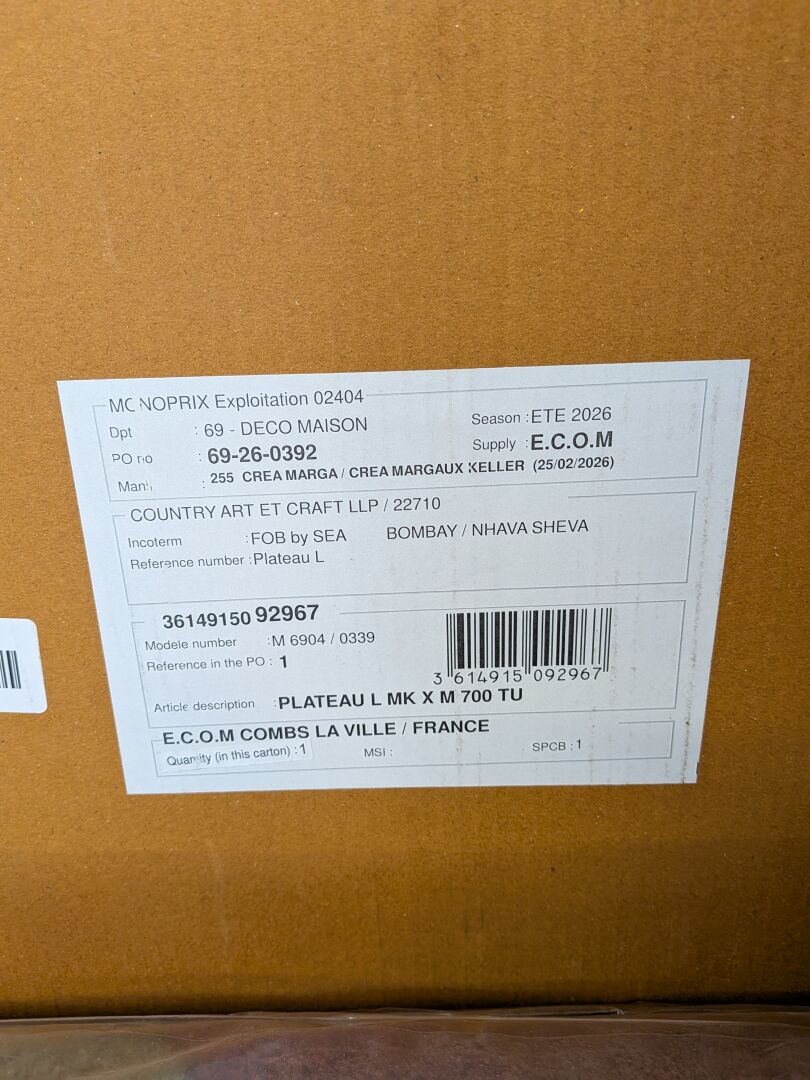 MONOPRIX Exploitation 02404
Dpt : 69 - DECO MAISON Season : ETE 2026
PO no : 69-26-0392 Supply : E.C.O.M
: 255 CREA MARGA / CREA MARGAUX KELLER (25/02/2026)
COUNTRY ART ET CRAFT LLP / 22710
Incoterm : FOB by SEA BOMBAY / NHAVA SHEVA
Reference number : Plateau L
36149150 92967
Modele number : M 6904 / 0339
Reference in the PO : 1
3 614915 092967
Article description : PLATEAU L MK X M 700 TU
E.C.O.M COMBS LA VILLE / FRANCE
Quantity (in this carton) : 1 MSI : SPCB : 1